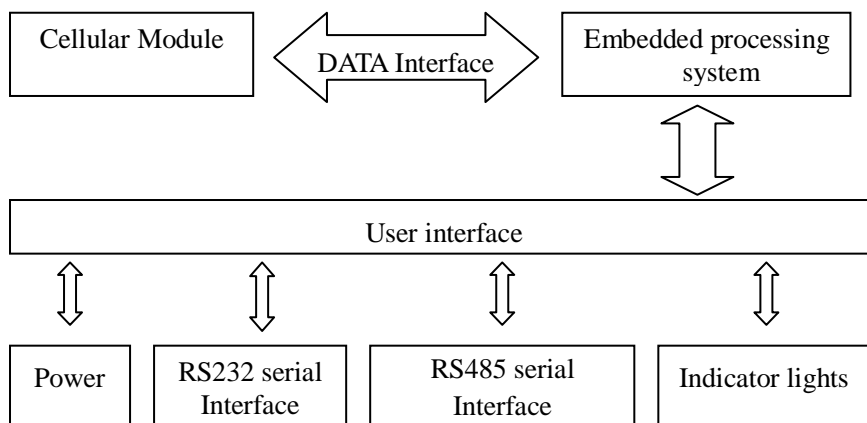 Cellular Module
DATA Interface
Embedded processing
system
User interface
Power
RS232 serial
Interface
RS485 serial
Interface
Indicator lights